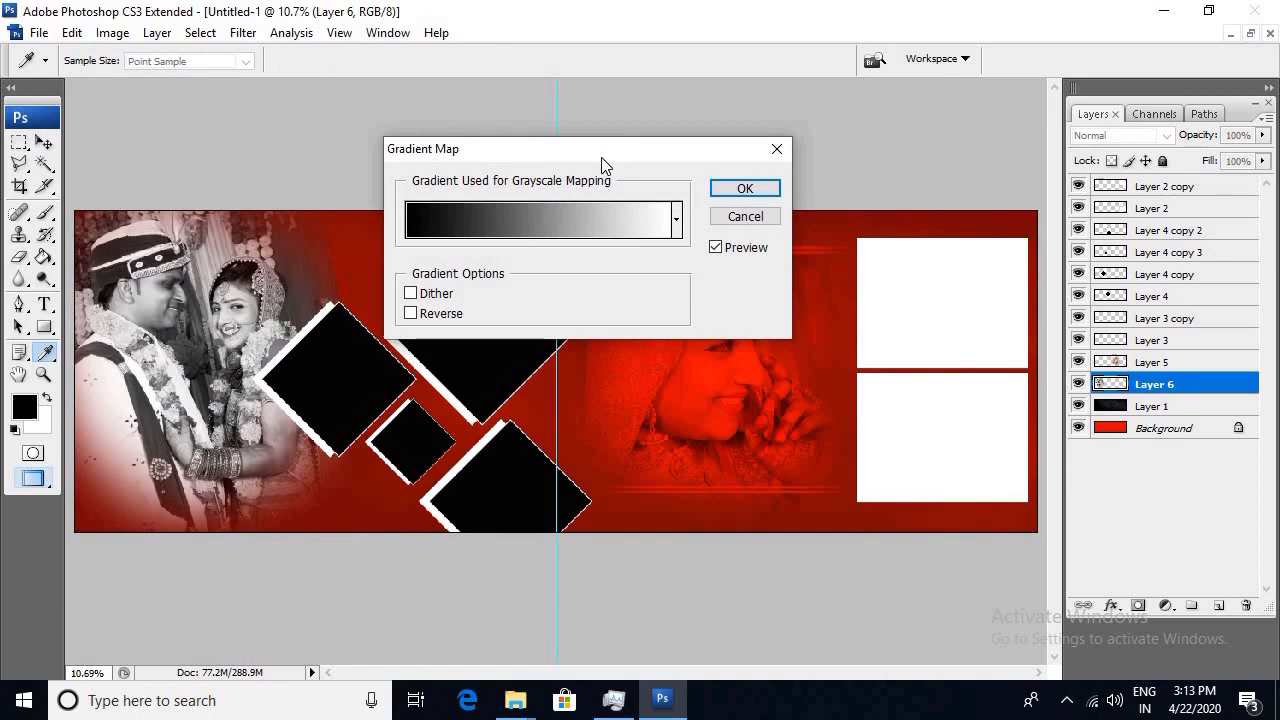 Ps Adobe Photoshop CS3 Extended - [Untitled-1 @ 10.7% (Layer 6, RGB/8)]
File Edit Image Layer Select Filter Analysis View Window Help
Sample Size: Point Sample
Br Workspace
Ps
Layers Channels Paths
Normal Opacity: 100%
Lock: Fill: 100%
Layer 2 copy
Layer 2
Layer 4 copy 2
Layer 4 copy 3
Layer 4 copy
Layer 4
Layer 3 copy
Layer 3
Layer 5
Layer 6
Layer 1
Background
Gradient Map
Gradient Used for Grayscale Mapping
OK
Cancel
Preview
Gradient Options
Dither
Reverse
Activate Windows
Go to Settings to activate Windows.
10.69% Doc: 77.2M/288.9M
Type here to search
Ps
ENG
IN
3:13 PM
4/22/2020
3